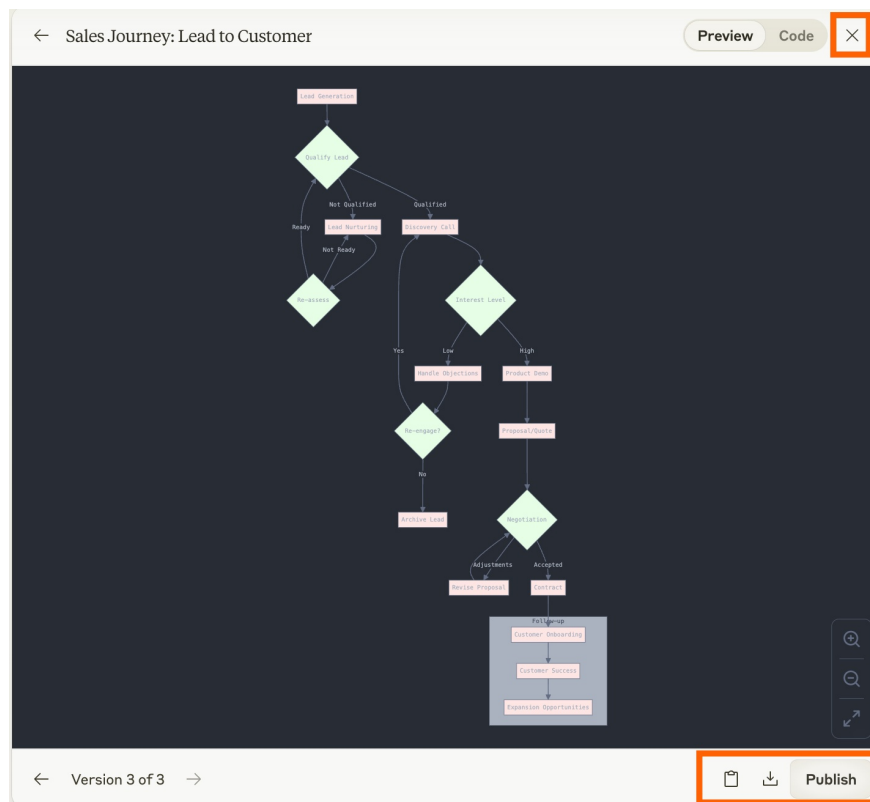 Sales Journey: Lead to Customer
Preview Code
Lead Generation
Qualify Lead
Not Qualified
Qualified
Ready
Lead Nurturing
Discovery Call
Not Ready
Re-assess
Interest Level
Yes
Low
High
Handle Objections
Product Demo
Re-engage?
Proposal/Quote
No
Archive Lead
Negotiation
Adjustments
Accepted
Revise Proposal
Contract
Follow-up
Customer Onboarding
Customer Success
Expansion Opportunities
Version 3 of 3
Publish